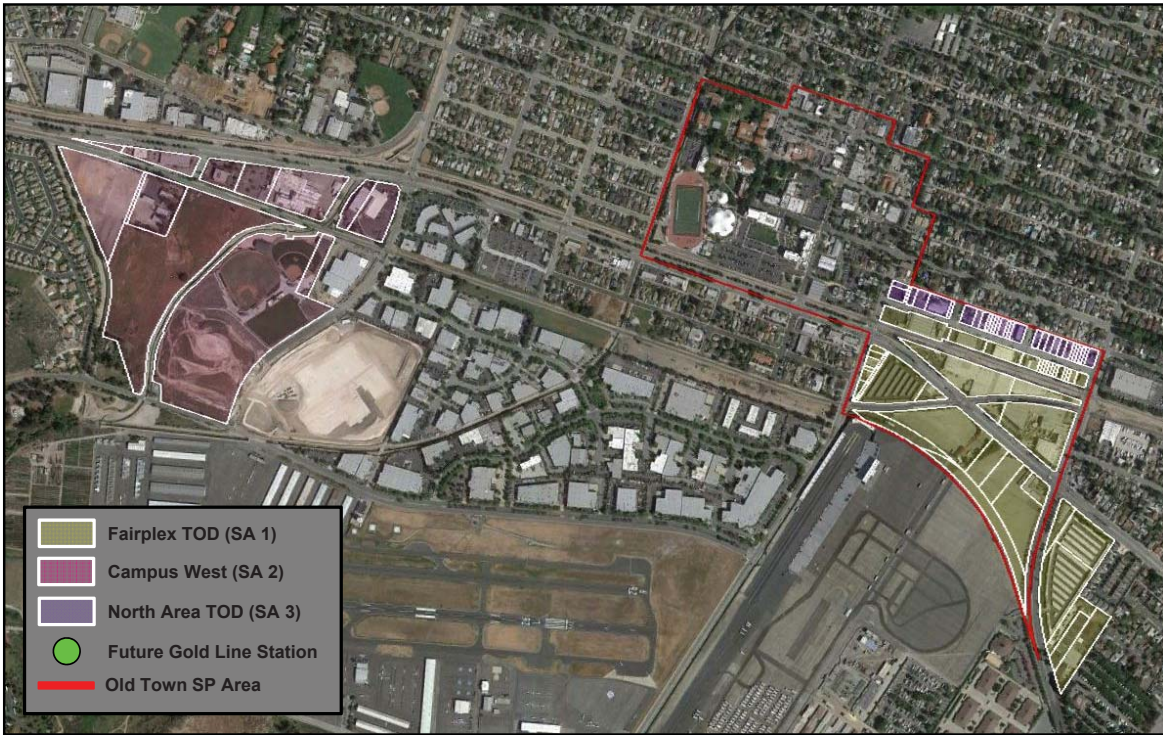 Fairplex TOD (SA 1)
Campus West (SA 2)
North Area TOD (SA 3)
Future Gold Line Station
Old Town SP Area